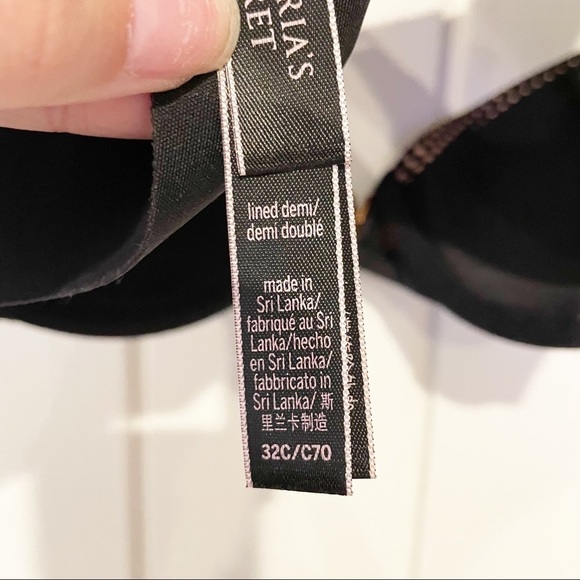 RIA'S
RET
lined demi/
demi doublé
made in
Sri Lanka/
fabriqué au Sri
Lanka/hecho
en Sri Lanka/
fabbricato in
Sri Lanka/ 斯
里兰卡制造
32C/C70